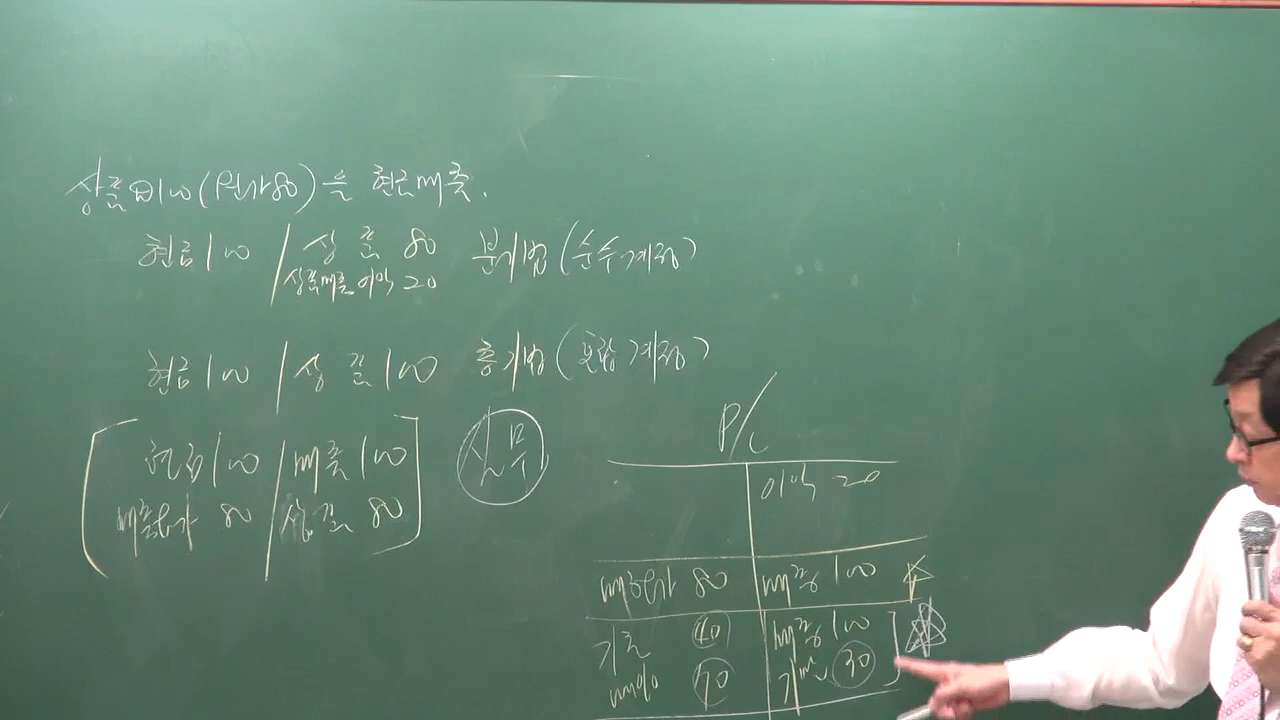 상품 @100 (원가80)을 현금매출.
현금 100 / 상품 80 분기법 (순수계정)
상품매출이익 20
현금 100 / 상품 100 총기법 (혼합계정)
현금 100 / 매출 100 실무
매출원가 80 / 상품 80
P/L
이익 20
매출원가 80 매출 100
기초 40 매출 100
매입 70 기말 30